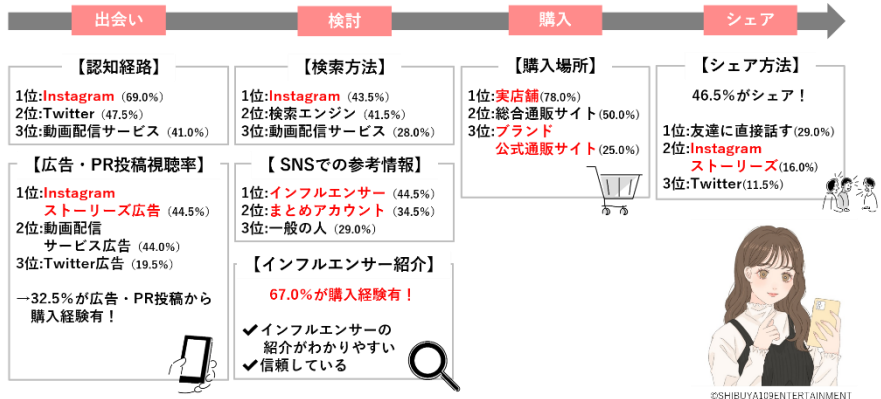 出会い
検討
購入
シェア
【認知経路】
1位:Instagram（69.0%）
2位:Twitter（47.5%）
3位:動画配信サービス（41.0%）
【広告・PR投稿視聴率】
1位:Instagram
ストーリーズ広告（44.5%）
2位:動画配信
サービス広告（44.0%）
3位:Twitter広告（19.5%）
→32.5%が広告・PR投稿から
購入経験有！
【検索方法】
1位:Instagram（43.5%）
2位:検索エンジン（41.5%）
3位:動画配信サービス（28.0%）
【SNSでの参考情報】
1位:インフルエンサー（44.5%）
2位:まとめアカウント（34.5%）
3位:一般の人（29.0%）
【インフルエンサー紹介】
67.0%が購入経験有！
✔インフルエンサーの
紹介がわかりやすい
✔信頼している
【購入場所】
1位:実店舗(78.0%)
2位:総合通販サイト(50.0%)
3位:ブランド
公式通販サイト(25.0%)
【シェア方法】
46.5%がシェア！
1位:友達に直接話す(29.0%)
2位:Instagram
ストーリーズ(16.0%)
3位:Twitter(11.5%)
©SHIBUYA109ENTERTAINMENT